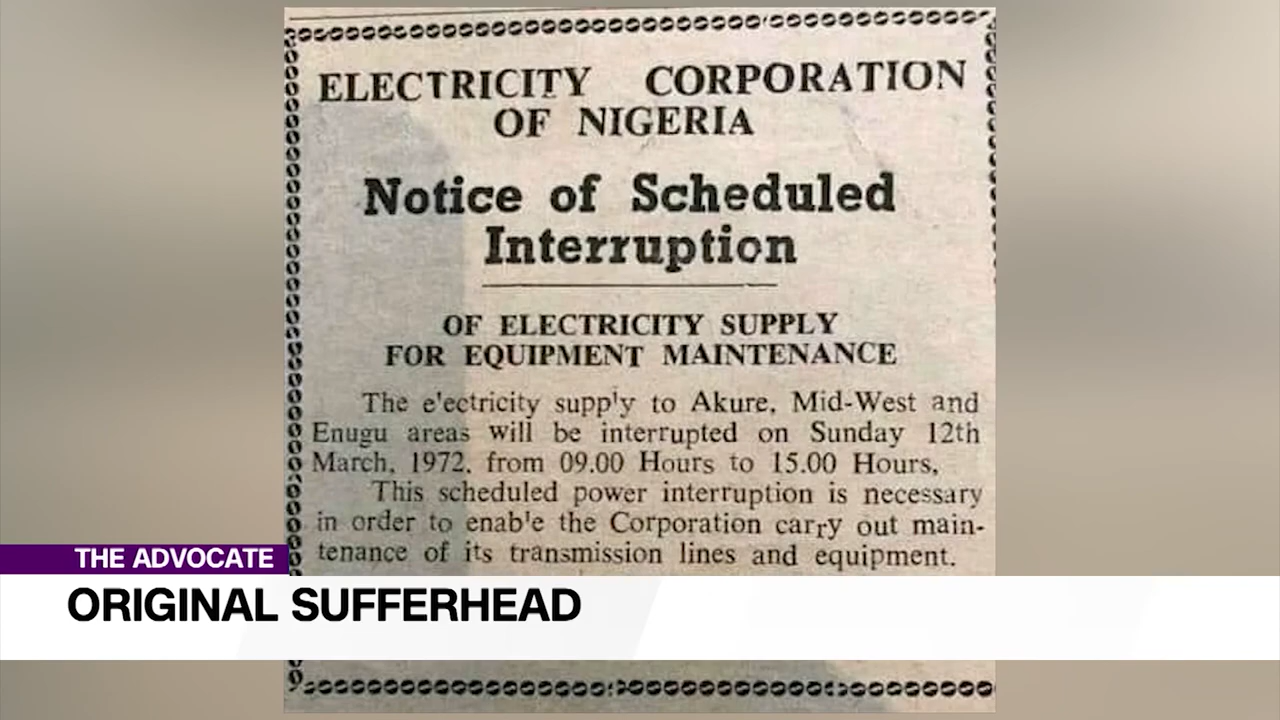 ELECTRICITY CORPORATION
OF NIGERIA
Notice of Scheduled
Interruption
OF ELECTRICITY SUPPLY
FOR EQUIPMENT MAINTENANCE
The e'ectricity supp'y to Akure, Mid-West and
Enugu areas will be interrupted on Sunday 12th
March, 1972, from 09.00 Hours to 15.00 Hours,
This scheduled power interruption is necessary
in order to enab'e the Corporation carry out main-
tenance of its transmission lines and equipment.
THE ADVOCATE
ORIGINAL SUFFERHEAD